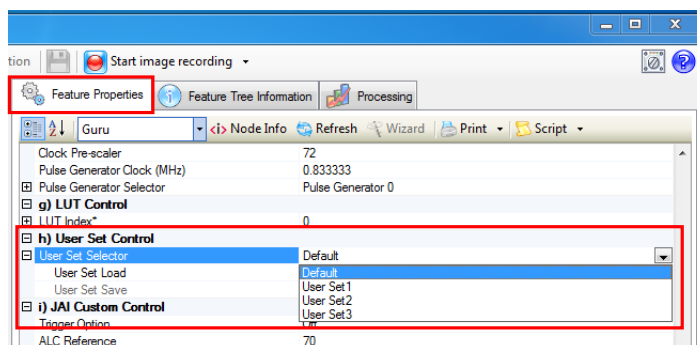 tion Start image recording
Feature Properties Feature Tree Information Processing
Guru <i> Node Info Refresh Wizard Print Script
Clock Pre-scaler 72
Pulse Generator Clock (MHz) 0.833333
Pulse Generator Selector Pulse Generator 0
g) LUT Control
LUT Index* 0
h) User Set Control
User Set Selector Default
User Set Load Default
User Set Save User Set1
User Set2
i) JAI Custom Control User Set3
Trigger Option Off
ALC Reference 70